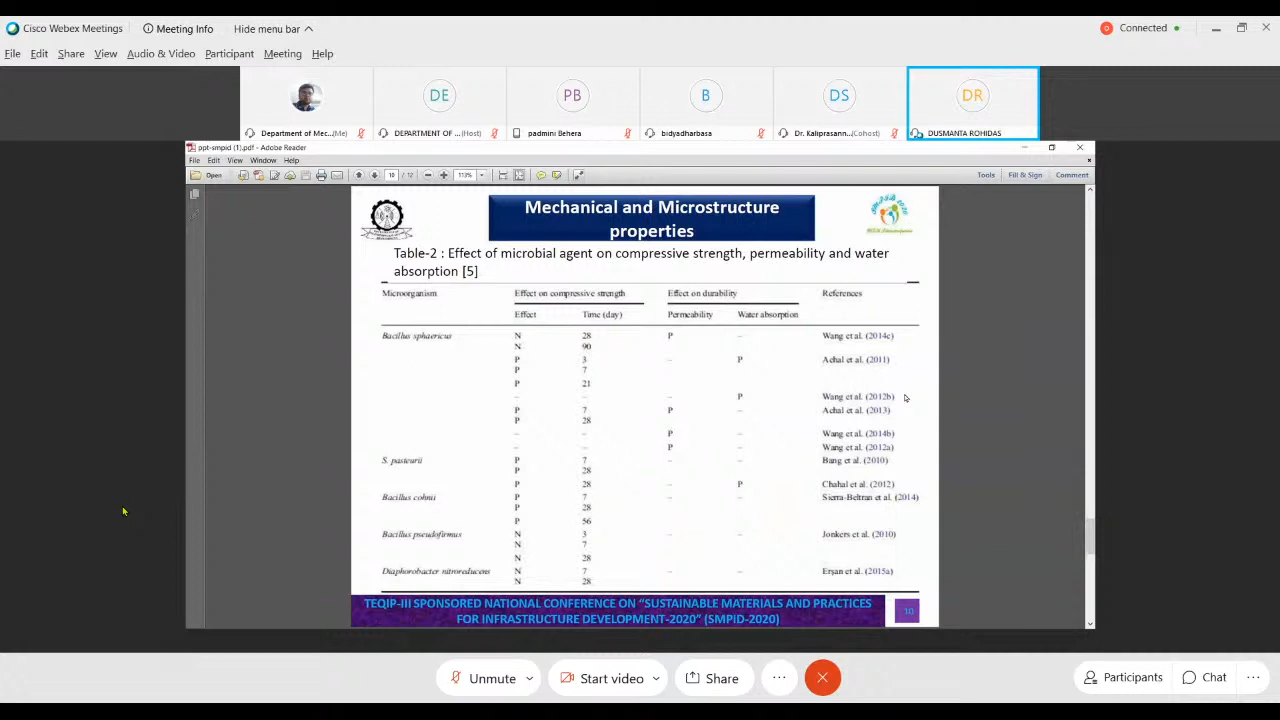 Cisco Webex Meetings Meeting Info Hide menu bar Connected
File Edit Share View Audio & Video Participant Meeting Help
DE PB B DS DR
Department of Mec...(Me) DEPARTMENT OF ...(Host) padmini Behera bidyadharbasa Dr. Kaliprasann...(Cohost) DUSMANTA ROHIDAS
ppt-smpid (1).pdf - Adobe Reader
File Edit View Window Help
Open 10 / 12 113% Tools Fill & Sign Comment
Mechanical and Microstructure
properties
Table-2 : Effect of microbial agent on compressive strength, permeability and water
absorption [5]
Microorganism Effect on compressive strength Effect on durability References
Effect Time (day) Permeability Water absorption
Bacillus sphaericus N 28 P – Wang et al. (2014c)
N 90
P 3 – P Achal et al. (2011)
P 7
P 21
– – – P Wang et al. (2012b)
P 7 P – Achal et al. (2013)
P 28
– – P – Wang et al. (2014b)
– – P – Wang et al. (2012a)
S. pasteurii P 7 – – Bang et al. (2010)
P 28
P 28 – P Chahal et al. (2012)
Bacillus cohnii P 7 – – Sierra-Beltran et al. (2014)
P 28
P 56
Bacillus pseudofirmus N 3 – – Jonkers et al. (2010)
N 7
N 28
Diaphorobacter nitroreducens N 7 – – Erşan et al. (2015a)
N 28
TEQIP-III SPONSORED NATIONAL CONFERENCE ON “SUSTAINABLE MATERIALS AND PRACTICES
FOR INFRASTRUCTURE DEVELOPMENT-2020” (SMPID-2020)
10
Unmute Start video Share Participants Chat